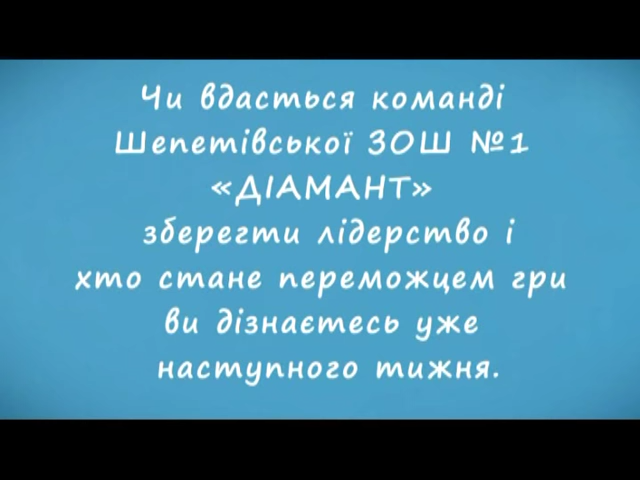 Чи вдасться команді
Шепетівської ЗОШ №1
«ДІАМАНТ»
зберегти лідерство і
хто стане переможцем гри
ви дізнаєтесь уже
наступного тижня.